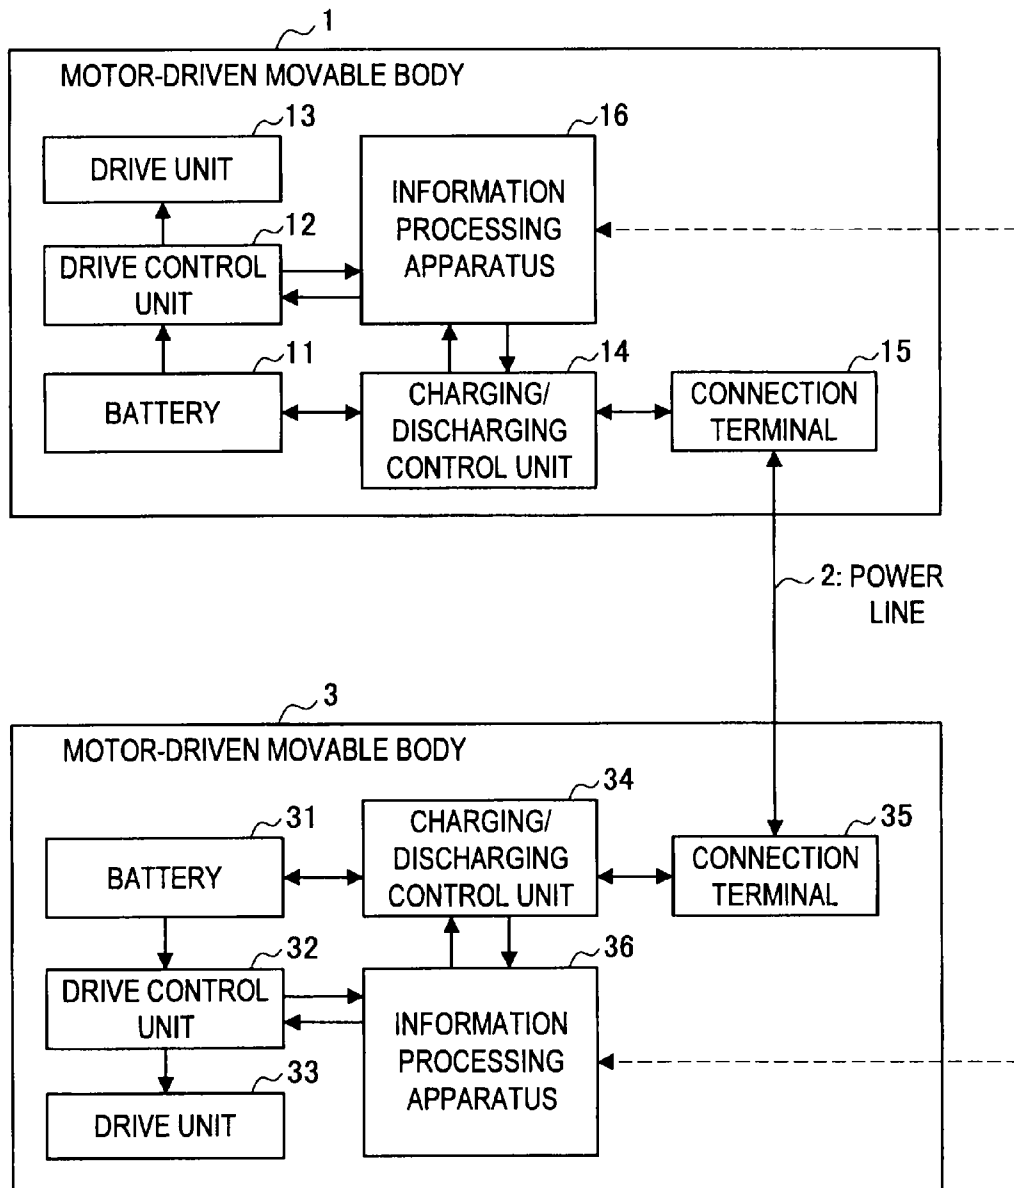 1
MOTOR-DRIVEN MOVABLE BODY
13
DRIVE UNIT
16
INFORMATION
PROCESSING
APPARATUS
12
DRIVE CONTROL
UNIT
11
BATTERY
14
CHARGING/
DISCHARGING
CONTROL UNIT
15
CONNECTION
TERMINAL
2: POWER
LINE
3
MOTOR-DRIVEN MOVABLE BODY
31
BATTERY
34
CHARGING/
DISCHARGING
CONTROL UNIT
35
CONNECTION
TERMINAL
32
DRIVE CONTROL
UNIT
36
INFORMATION
PROCESSING
APPARATUS
33
DRIVE UNIT